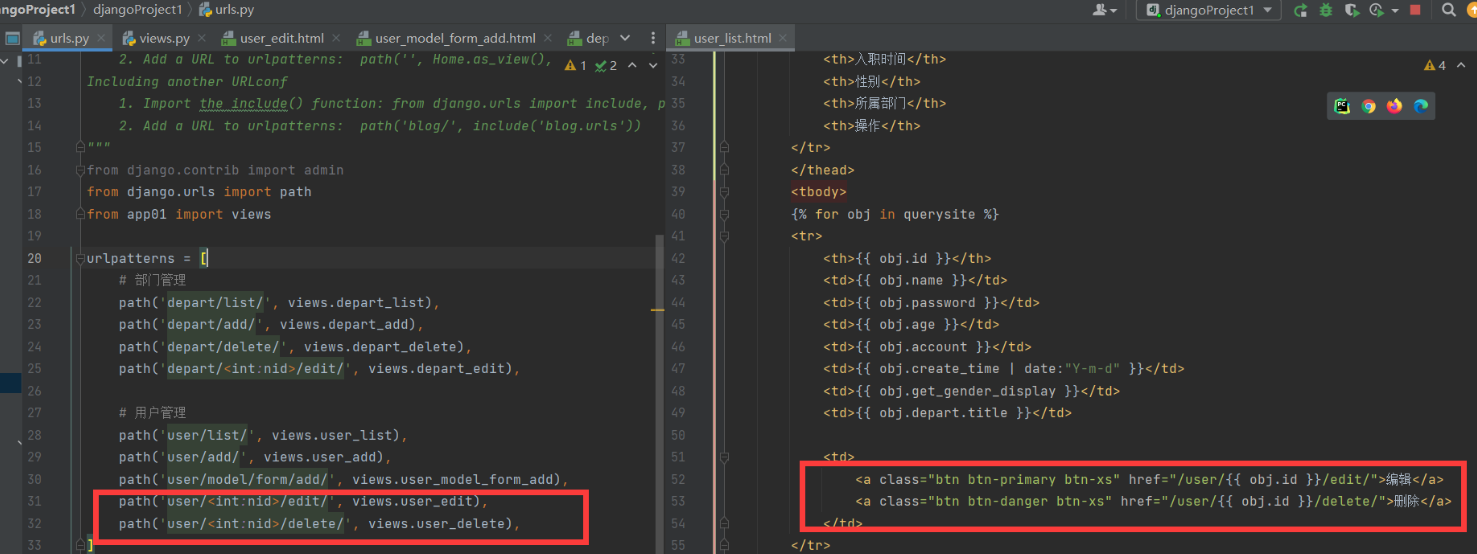 ngoProject1 〉 djangoProject1 〉 urls.py
djangoProject1
urls.py × views.py × user_edit.html × user_model_form_add.html × dep
user_list.html ×
11 2. Add a URL to urlpatterns:  path('', Home.as_view(),
1 2
12 Including another URLconf
13 1. Import the include() function: from django.urls import include, p
14 2. Add a URL to urlpatterns:  path('blog/', include('blog.urls'))
15 """
16 from django.contrib import admin
17 from django.urls import path
18 from app01 import views
19
20 urlpatterns = [
21 # 部门管理
22 path('depart/list/', views.depart_list),
23 path('depart/add/', views.depart_add),
24 path('depart/delete/', views.depart_delete),
25 path('depart/<int:nid>/edit/', views.depart_edit),
26
27 # 用户管理
28 path('user/list/', views.user_list),
29 path('user/add/', views.user_add),
30 path('user/model/form/add/', views.user_model_form_add),
31 path('user/<int:nid>/edit/', views.user_edit),
32 path('user/<int:nid>/delete/', views.user_delete),
33 ]
33 <th>入职时间</th>
4
34 <th>性别</th>
35 <th>所属部门</th>
36 <th>操作</th>
37 </tr>
38 </thead>
39 <tbody>
40 {% for obj in querysite %}
41 <tr>
42 <th>{{ obj.id }}</th>
43 <td>{{ obj.name }}</td>
44 <td>{{ obj.password }}</td>
45 <td>{{ obj.age }}</td>
46 <td>{{ obj.account }}</td>
47 <td>{{ obj.create_time | date:"Y-m-d" }}</td>
48 <td>{{ obj.get_gender_display }}</td>
49 <td>{{ obj.depart.title }}</td>
50
51 <td>
52 <a class="btn btn-primary btn-xs" href="/user/{{ obj.id }}/edit/">编辑</a>
53 <a class="btn btn-danger btn-xs" href="/user/{{ obj.id }}/delete/">删除</a>
54 </td>
55 </tr>